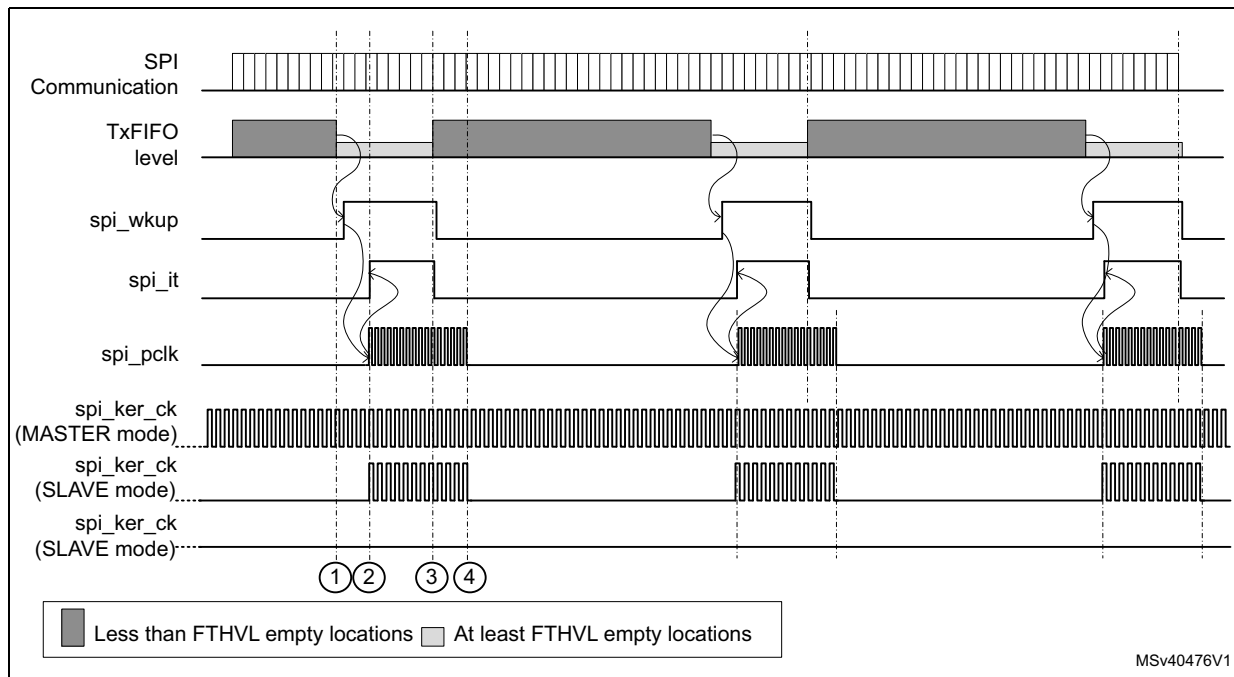 SPI
Communication
TxFIFO
level
spi_wkup
spi_it
spi_pclk
spi_ker_ck
(MASTER mode)
spi_ker_ck
(SLAVE mode)
spi_ker_ck
(SLAVE mode)
1 2 3 4
Less than FTHVL empty locations At least FTHVL empty locations
MSv40476V1